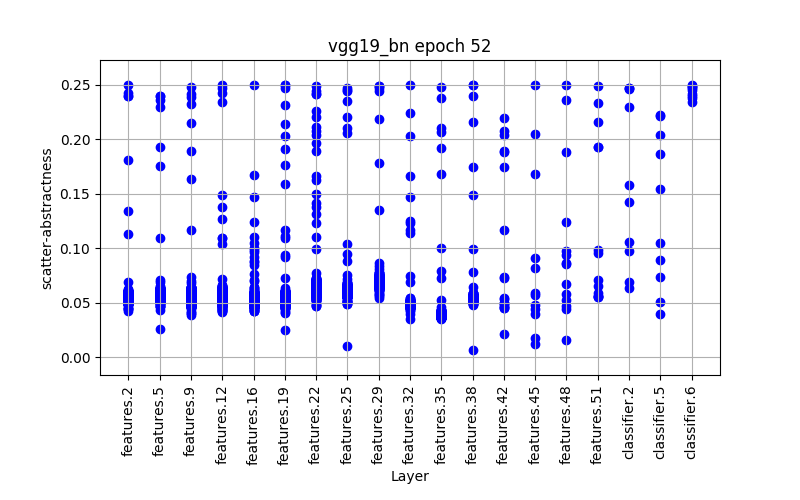 vgg19_bn epoch 52
scatter-abstractness
0.25
0.20
0.15
0.10
0.05
0.00
features.2
features.5
features.9
features.12
features.16
features.19
features.22
features.25
features.29
features.32
features.35
features.38
features.42
features.45
features.48
features.51
classifier.2
classifier.5
classifier.6
Layer